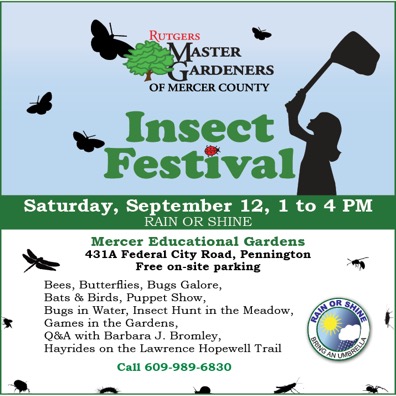 RUTGERS
MASTER
GARDENERS
OF MERCER COUNTY
Insect
Festival
Saturday, September 12, 1 to 4 PM
RAIN OR SHINE
Mercer Educational Gardens
431A Federal City Road, Pennington
Free on-site parking
Bees, Butterflies, Bugs Galore,
Bats & Birds, Puppet Show,
Bugs in Water, Insect Hunt in the Meadow,
Games in the Gardens,
Q&A with Barbara J. Bromley,
Hayrides on the Lawrence Hopewell Trail
RAIN OR SHINE
BRING AN UMBRELLA
Call 609-989-6830